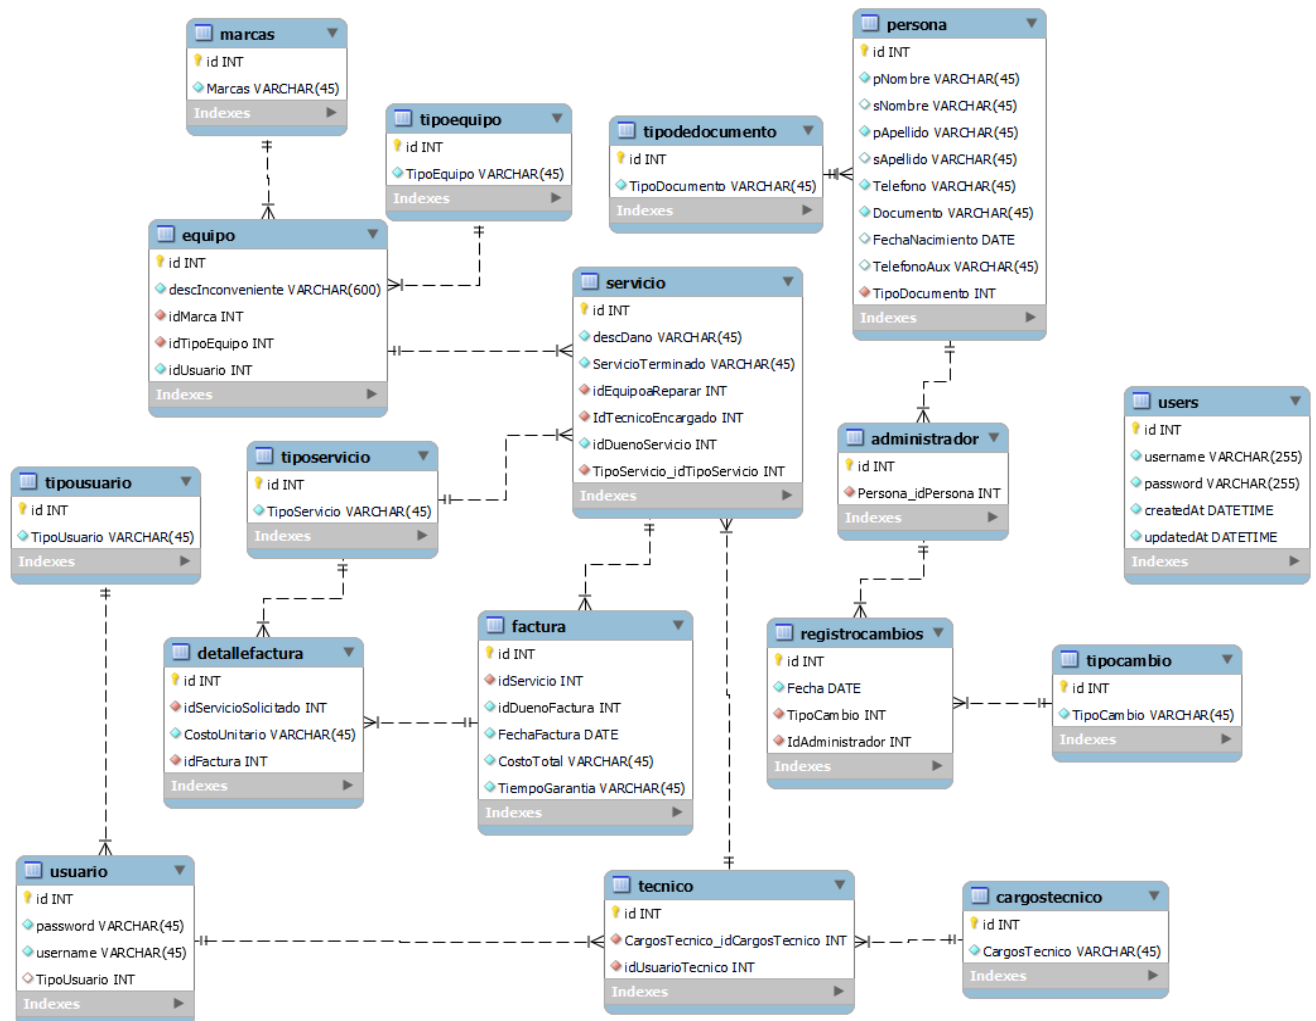 marcas
id INT
Marcas VARCHAR(45)
Indexes
tipoequipo
id INT
TipoEquipo VARCHAR(45)
Indexes
tipodedocumento
id INT
TipoDocumento VARCHAR(45)
Indexes
persona
id INT
pNombre VARCHAR(45)
sNombre VARCHAR(45)
pApellido VARCHAR(45)
sApellido VARCHAR(45)
Telefono VARCHAR(45)
Documento VARCHAR(45)
FechaNacimiento DATE
TelefonoAux VARCHAR(45)
TipoDocumento INT
Indexes
equipo
id INT
descInconveniente VARCHAR(600)
idMarca INT
idTipoEquipo INT
idUsuario INT
Indexes
servicio
id INT
descDano VARCHAR(45)
ServicioTerminado VARCHAR(45)
idEquipoaReparar INT
IdTecnicoEncargado INT
idDuenoServicio INT
TipoServicio_idTipoServicio INT
Indexes
users
id INT
username VARCHAR(255)
password VARCHAR(255)
createdAt DATETIME
updatedAt DATETIME
Indexes
administrador
id INT
Persona_idPersona INT
Indexes
tiposervicio
id INT
TipoServicio VARCHAR(45)
Indexes
tipousuario
id INT
TipoUsuario VARCHAR(45)
Indexes
detallefactura
id INT
idServicioSolicitado INT
CostoUnitario VARCHAR(45)
idFactura INT
Indexes
factura
id INT
idServicio INT
idDuenoFactura INT
FechaFactura DATE
CostoTotal VARCHAR(45)
TiempoGarantia VARCHAR(45)
Indexes
registrocambios
id INT
Fecha DATE
TipoCambio INT
IdAdministrador INT
Indexes
tipocambio
id INT
TipoCambio VARCHAR(45)
Indexes
usuario
id INT
password VARCHAR(45)
username VARCHAR(45)
TipoUsuario INT
Indexes
tecnico
id INT
CargosTecnico_idCargosTecnico INT
idUsuarioTecnico INT
Indexes
cargostecnico
id INT
CargosTecnico VARCHAR(45)
Indexes